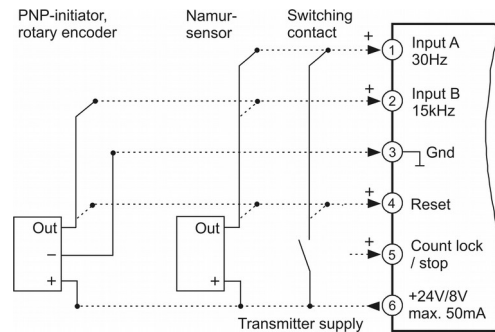 PNP-initiator,
rotary encoder
Namur-
sensor
Switching
contact
+
1
Input A
30Hz
+
2
Input B
15kHz
3
Gnd
+
4
Reset
Out
−
+
Out
+
+
5
Count lock
/ stop
6
+24V/8V
max. 50mA
Transmitter supply